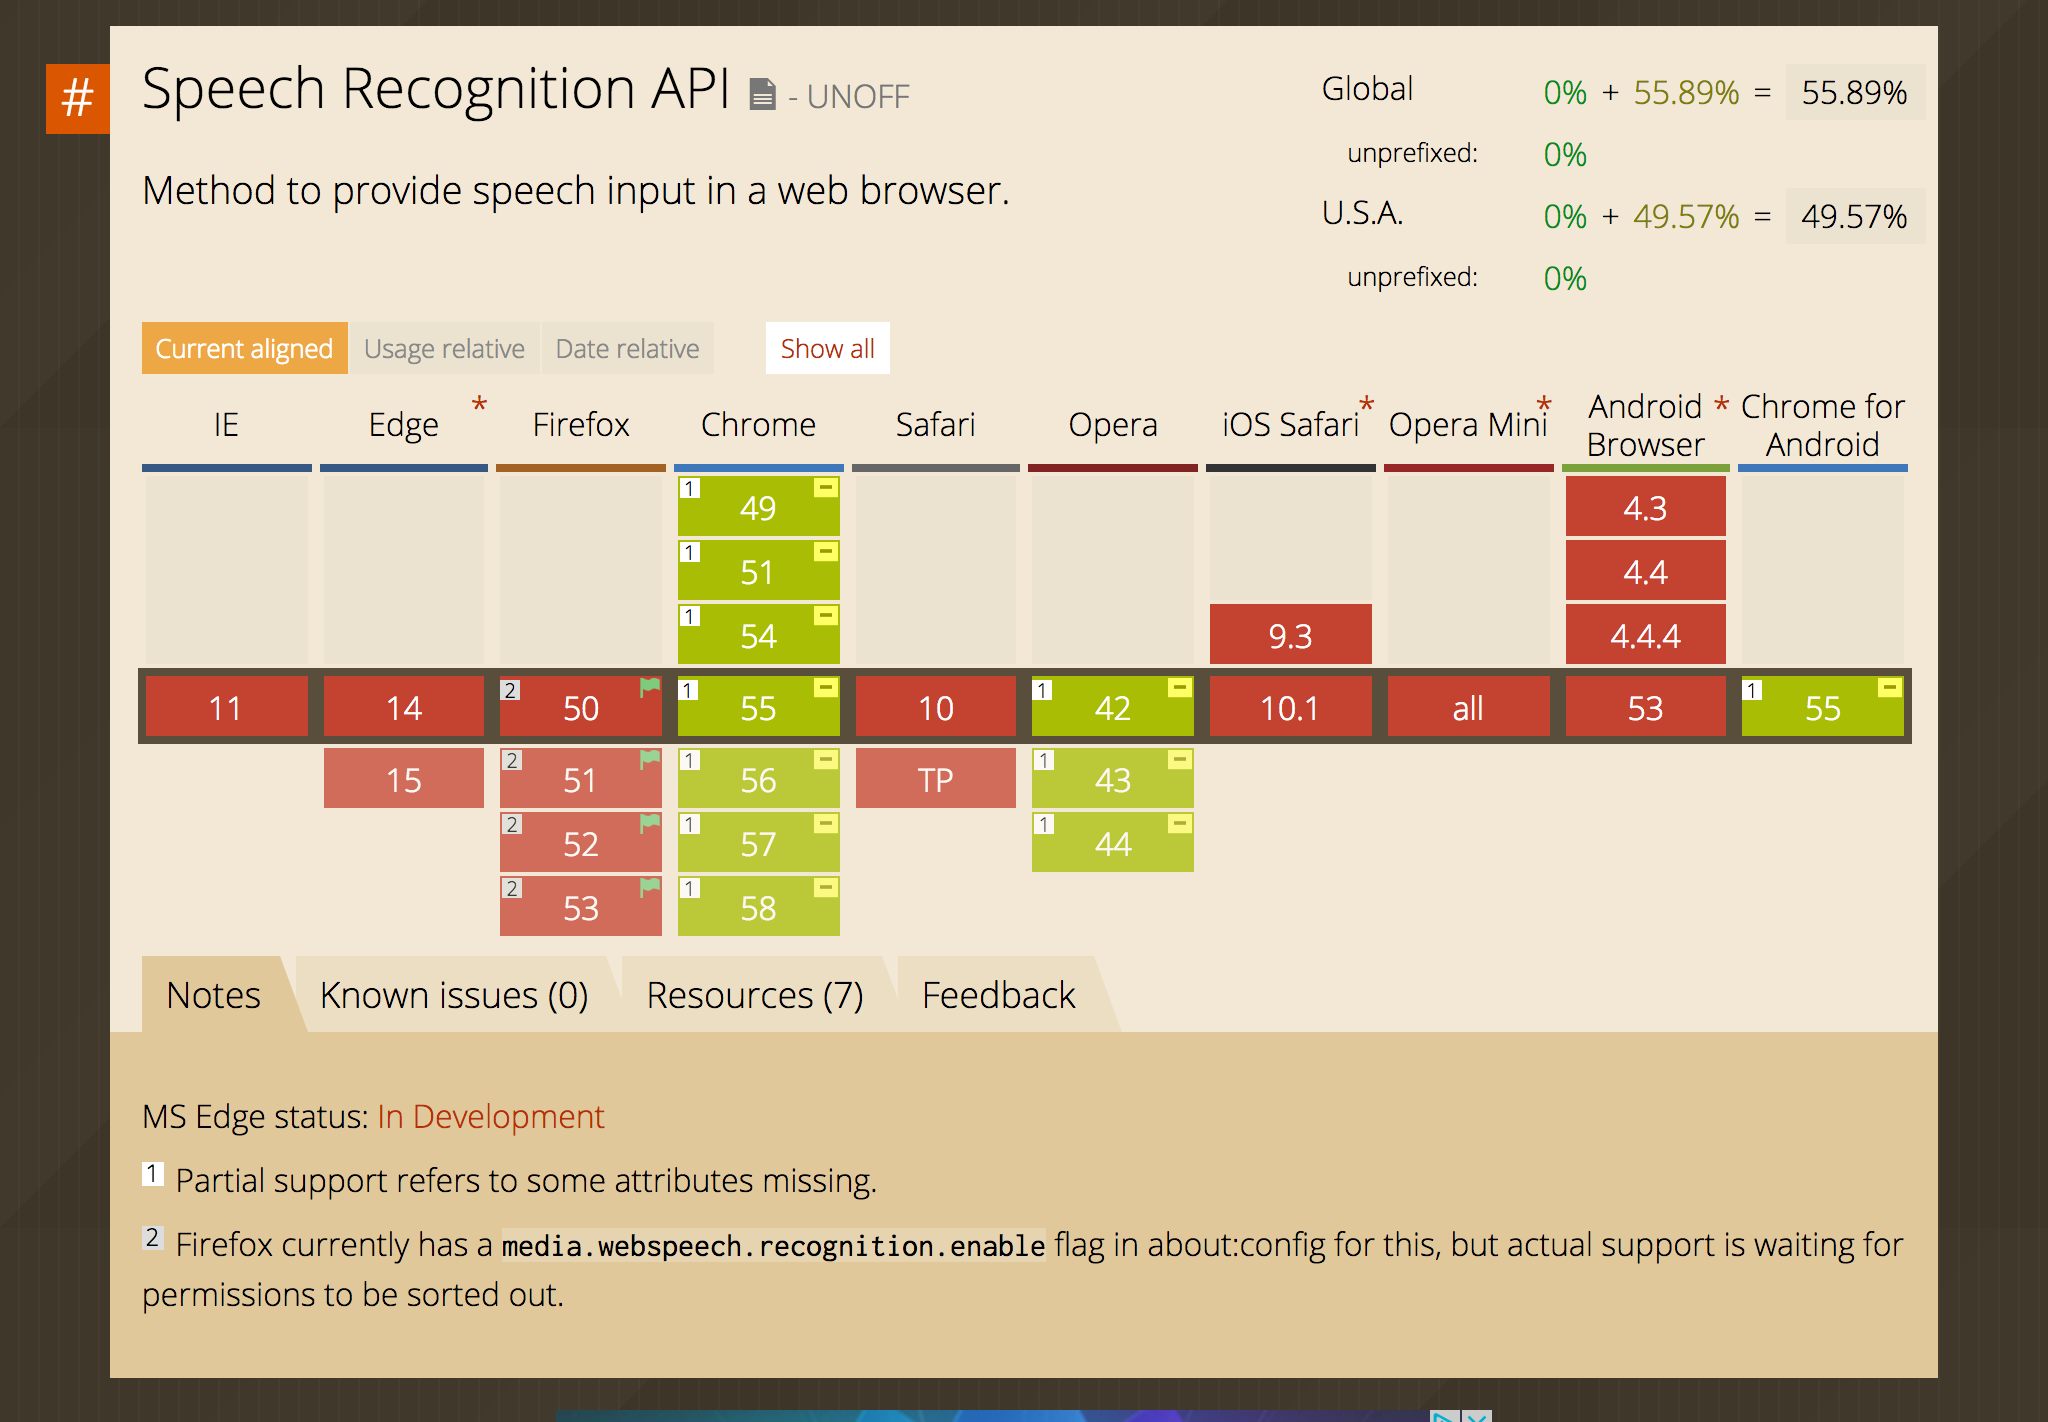 # Speech Recognition API - UNOFF
Global 0% + 55.89% = 55.89%
unprefixed: 0%
Method to provide speech input in a web browser.
U.S.A. 0% + 49.57% = 49.57%
unprefixed: 0%
Current aligned Usage relative Date relative Show all
IE Edge * Firefox Chrome Safari Opera iOS Safari * Opera Mini * Android Browser * Chrome for Android
1 49 4.3
1 51 4.4
1 54 9.3 4.4.4
11 14 2 50 1 55 10 1 42 10.1 all 53 1 55
15 2 51 1 56 TP 1 43
2 52 1 57 1 44
2 53 1 58
Notes Known issues (0) Resources (7) Feedback
MS Edge status: In Development
1 Partial support refers to some attributes missing.
2 Firefox currently has a media.webspeech.recognition.enable flag in about:config for this, but actual support is waiting for
permissions to be sorted out.